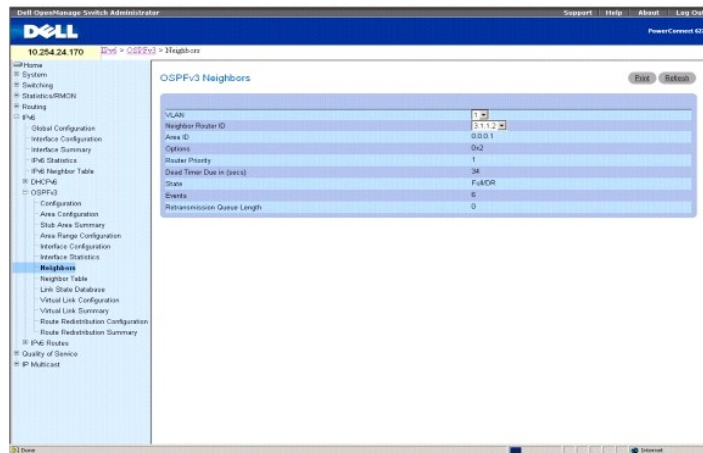 Dell OpenManage Switch Administrator
Support Help About Log Out
DELL
PowerConnect
10.254.24.170
IPv6 > OSPFv3 > Neighbors
Home
System
Switching
Statistics/RMON
Routing
IPv6
Global Configuration
Interface Configuration
Interface Summary
IPv6 Statistics
IPv6 Neighbor Table
DHCPv6
OSPFv3
Configuration
Area Configuration
Stub Area Summary
Area Range Configuration
Interface Configuration
Interface Statistics
Neighbors
Neighbor Table
Link State Database
Virtual Link Configuration
Virtual Link Summary
Route Redistribution Configuration
Route Redistribution Summary
IPv6 Routes
Quality of Service
IP Multicast
OSPFv3 Neighbors
Print Refresh
VLAN 1
Neighbor Router ID 3.1.1.2
Area ID 0.0.0.1
Options 0x2
Router Priority 1
Dead Timer Due in (secs) 34
State Full/DR
Events 6
Retransmission Queue Length 0
Done
Internet